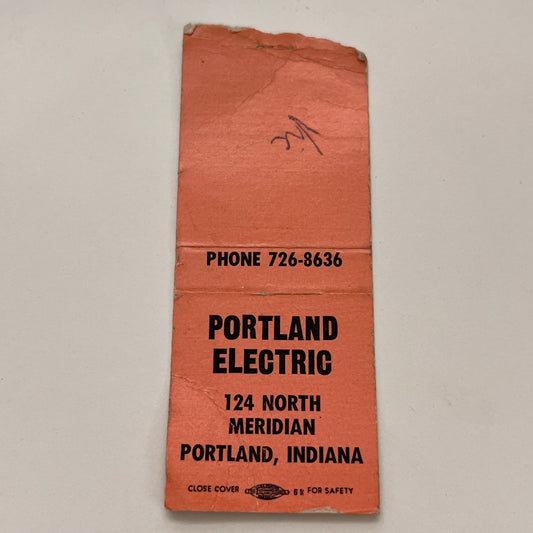 PHONE 726-8636
PORTLAND
ELECTRIC
124 NORTH
MERIDIAN
PORTLAND, INDIANA
CLOSE COVER FOR SAFETY